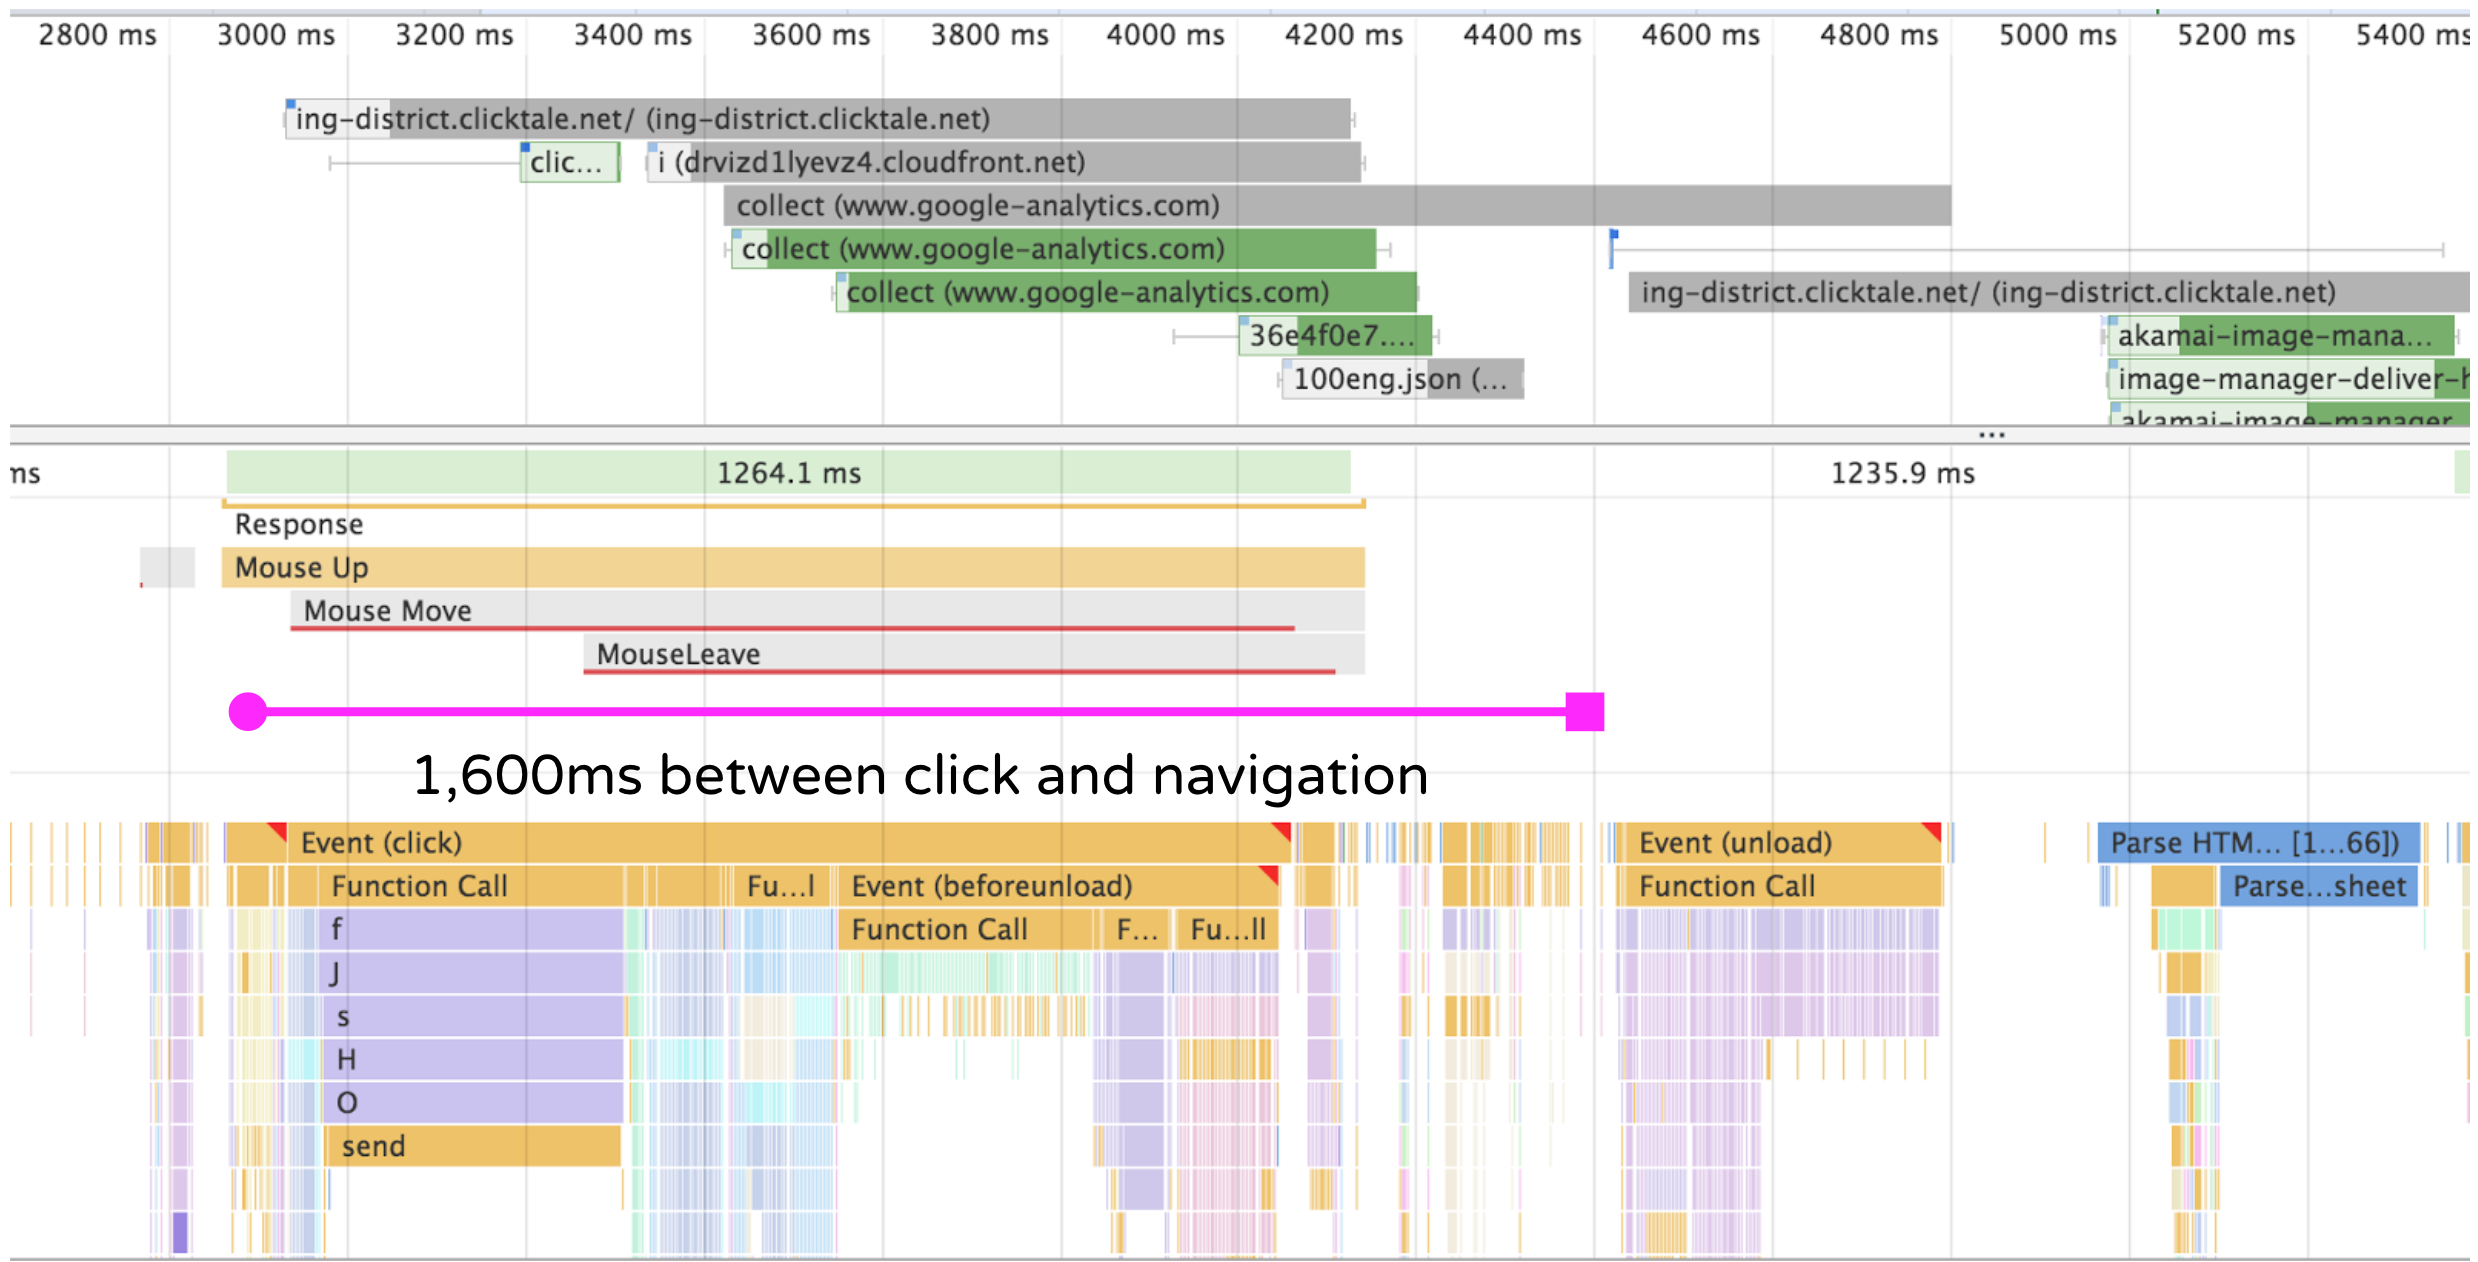 2800 ms 3000 ms 3200 ms 3400 ms 3600 ms 3800 ms 4000 ms 4200 ms 4400 ms 4600 ms 4800 ms 5000 ms 5200 ms 5400 ms
ing-district.clicktale.net/ (ing-district.clicktale.net)
clic... i (drvizd1lyevz4.cloudfront.net)
collect (www.google-analytics.com)
collect (www.google-analytics.com)
collect (www.google-analytics.com) ing-district.clicktale.net/ (ing-district.clicktale.net)
36e4f0e7.... akamai-image-mana...
100eng.json (... image-manager-deliver-h
akamai-image-manager
...
ms 1264.1 ms 1235.9 ms
Response
Mouse Up
Mouse Move
MouseLeave
1,600ms between click and navigation
Event (click) Event (unload) Parse HTM... [1...66])
Function Call Fu...l Event (beforeunload) Function Call Parse...sheet
f Function Call F... Fu...ll
J
s
H
O
send